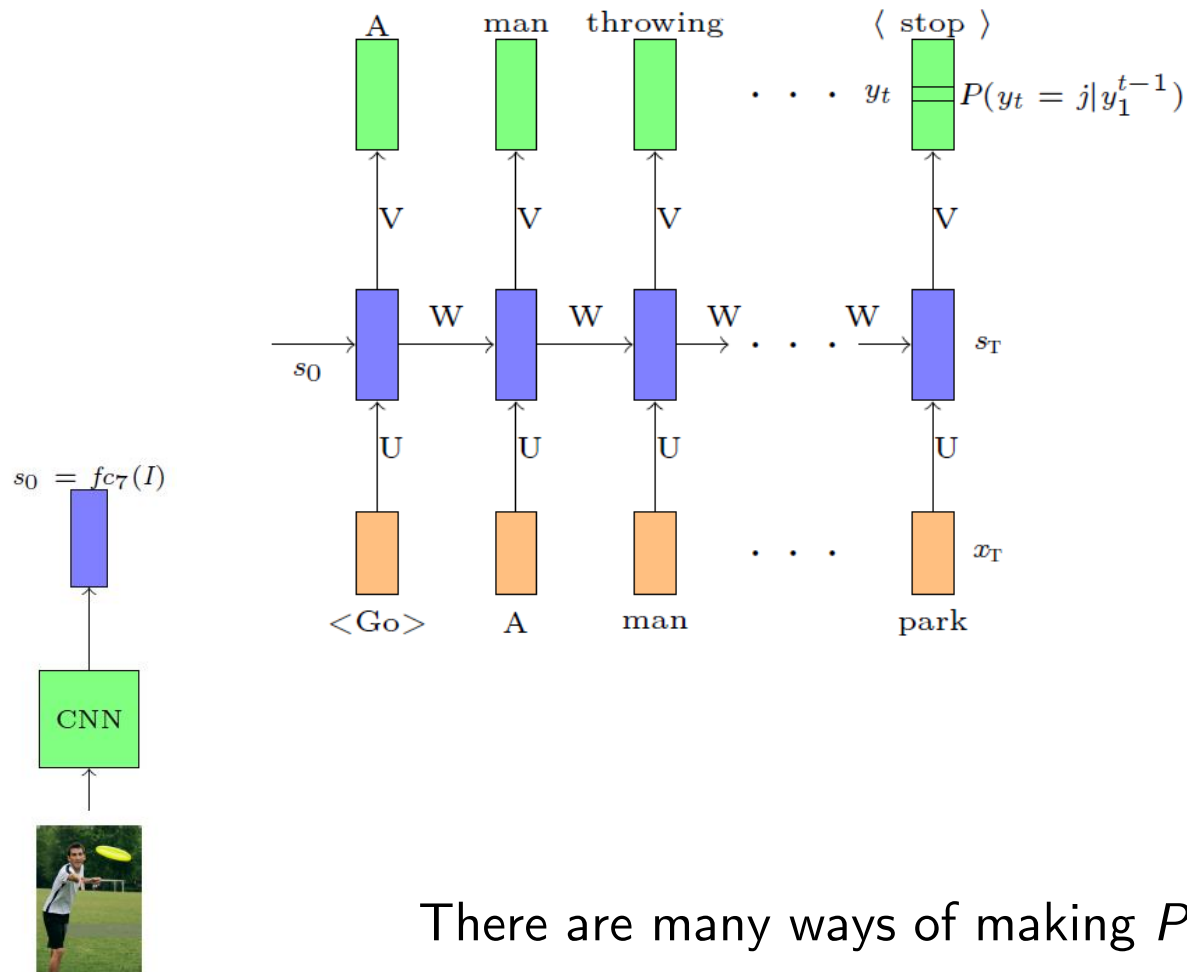 A man throwing ⟨ stop ⟩
· · · y_t P(y_t = j|y_1^{t-1})
V V V V
W W W W
s_0 · · · s_T
U U U U
s_0 = fc_7(I)
· · · x_T
<Go> A man park
CNN
There are many ways of making P